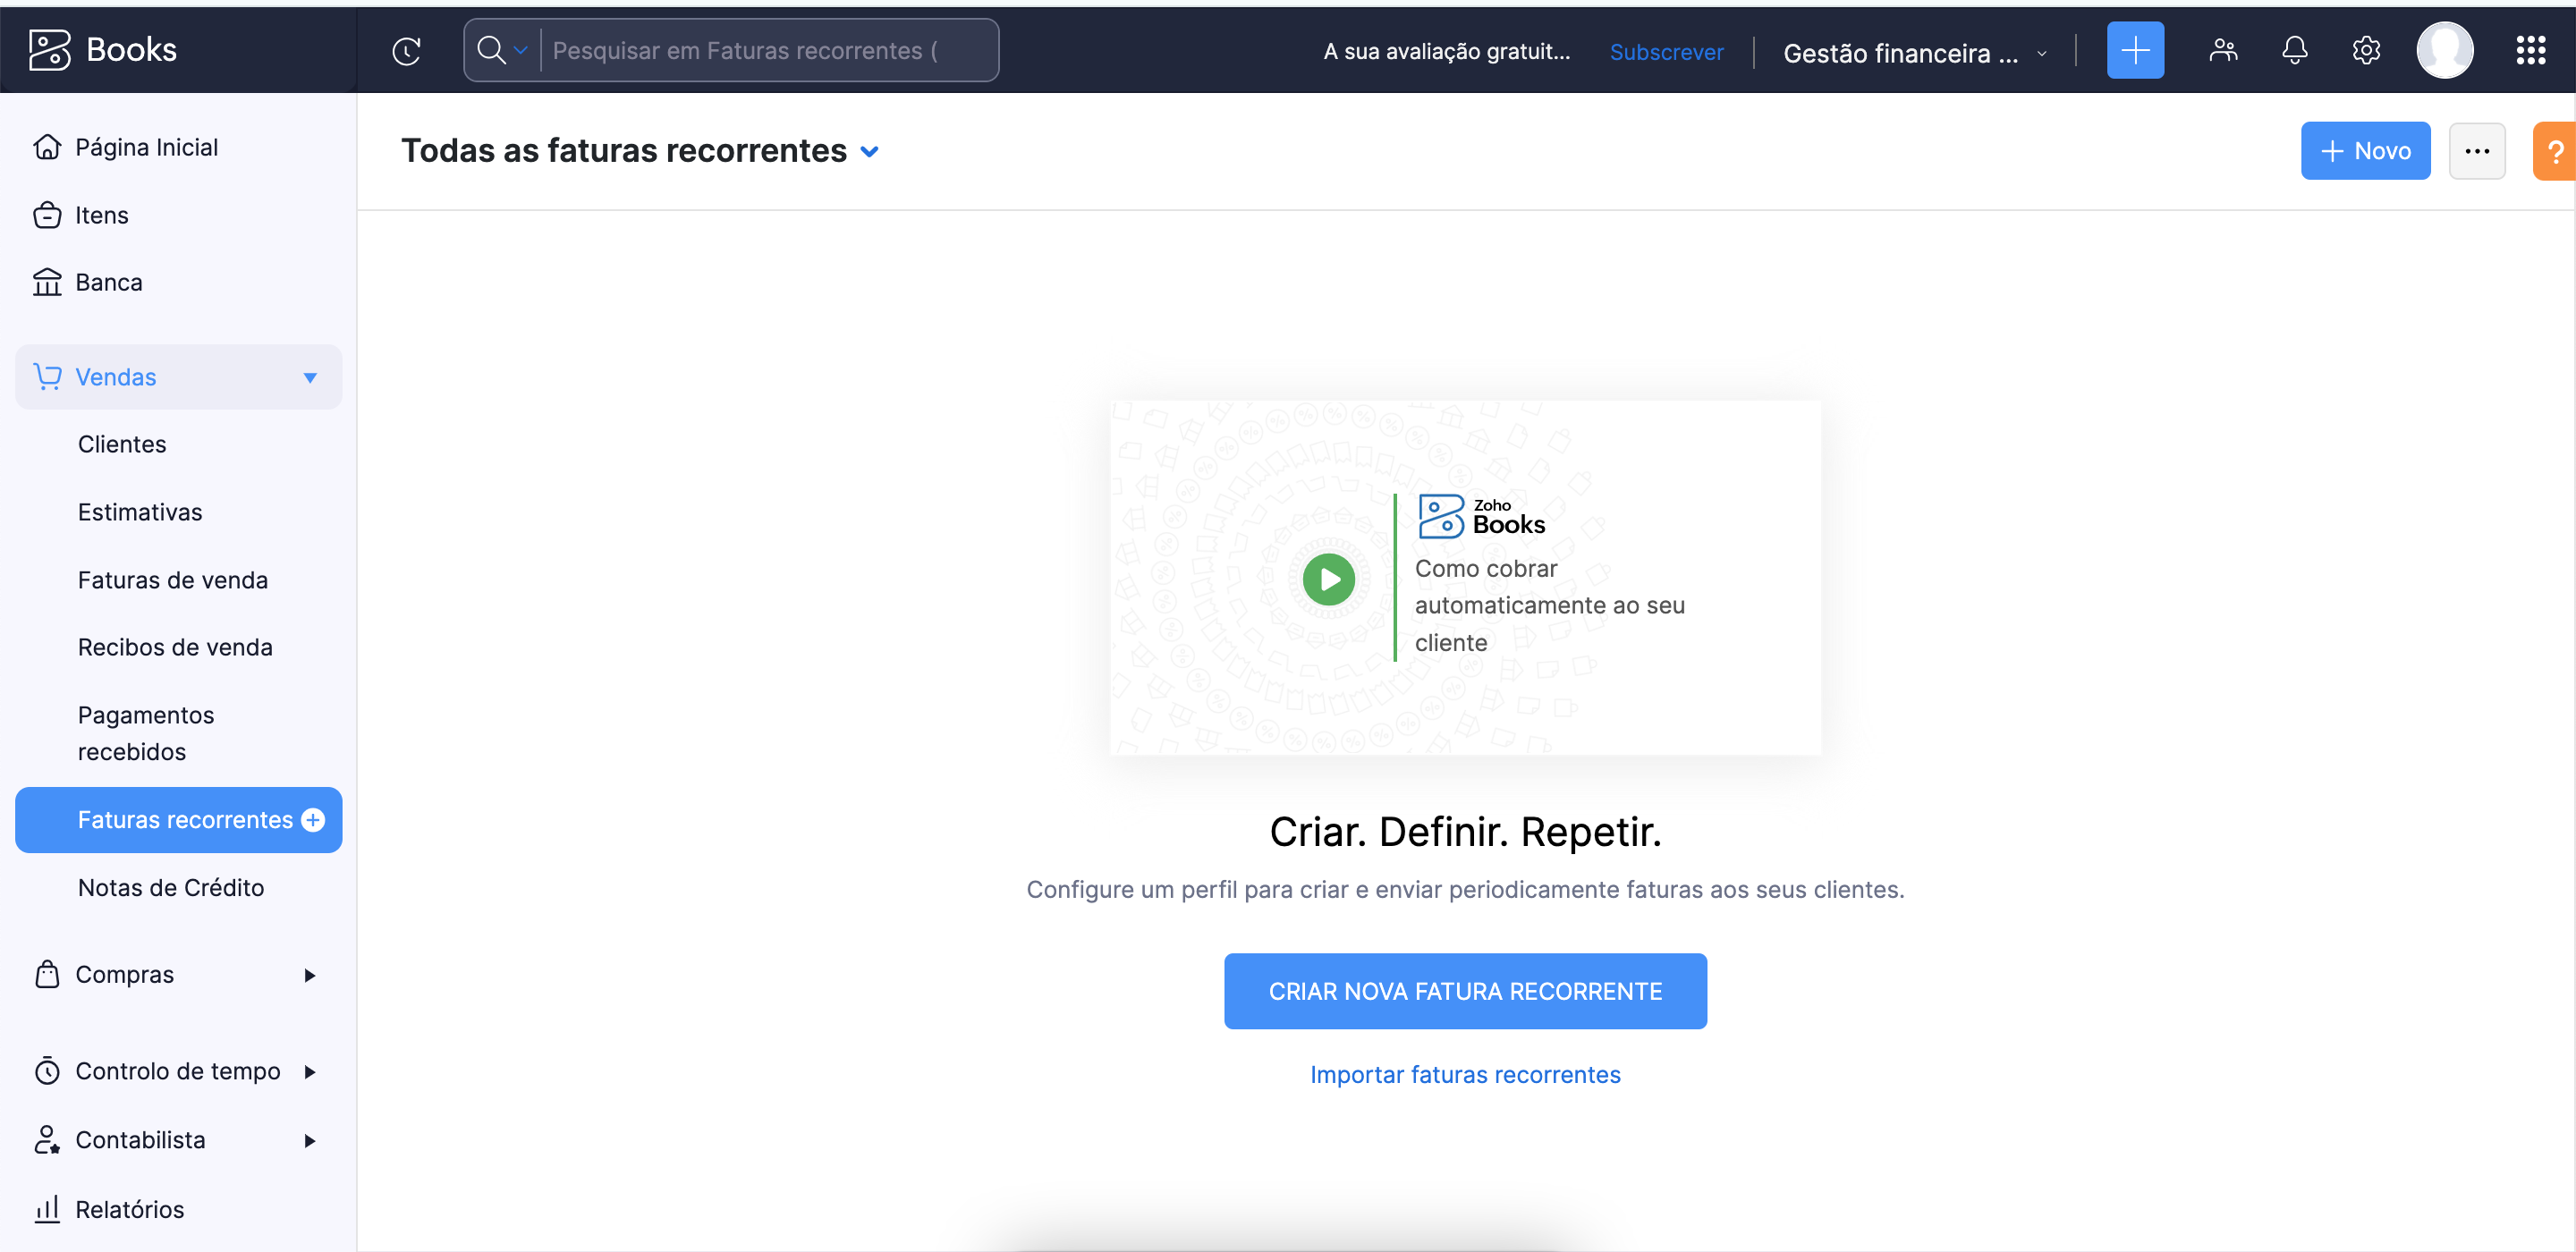 Books
Pesquisar em Faturas recorrentes (
A sua avaliação gratuit...
Subscrever
Gestão financeira ...
Página Inicial
Itens
Banca
Vendas
Clientes
Estimativas
Faturas de venda
Recibos de venda
Pagamentos
recebidos
Faturas recorrentes
Notas de Crédito
Compras
Controlo de tempo
Contabilista
Relatórios
Todas as faturas recorrentes
Novo
?
Zoho
Books
Como cobrar
automaticamente ao seu
cliente
Criar. Definir. Repetir.
Configure um perfil para criar e enviar periodicamente faturas aos seus clientes.
CRIAR NOVA FATURA RECORRENTE
Importar faturas recorrentes